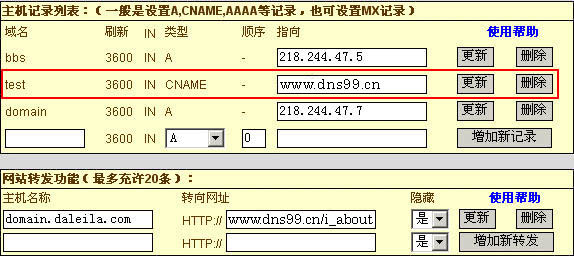 主机记录列表：（一般是设置A,CNAME,AAAA等记录，也可设置MX记录）
域名 刷新 IN 类型 顺序 指向 使用帮助
bbs 3600 IN A - 218.244.47.5 更新 删除
test 3600 IN CNAME - www.dns99.cn 更新 删除
domain 3600 IN A - 218.244.47.7 更新 删除
3600 IN A 0 增加新记录
网站转发功能（最多充许20条）：
主机名称 转向网址 隐藏 使用帮助
domain.daleila.com HTTP:// www.dns99.cn/i_about 是 更新 删除
HTTP:// 是 增加新转发